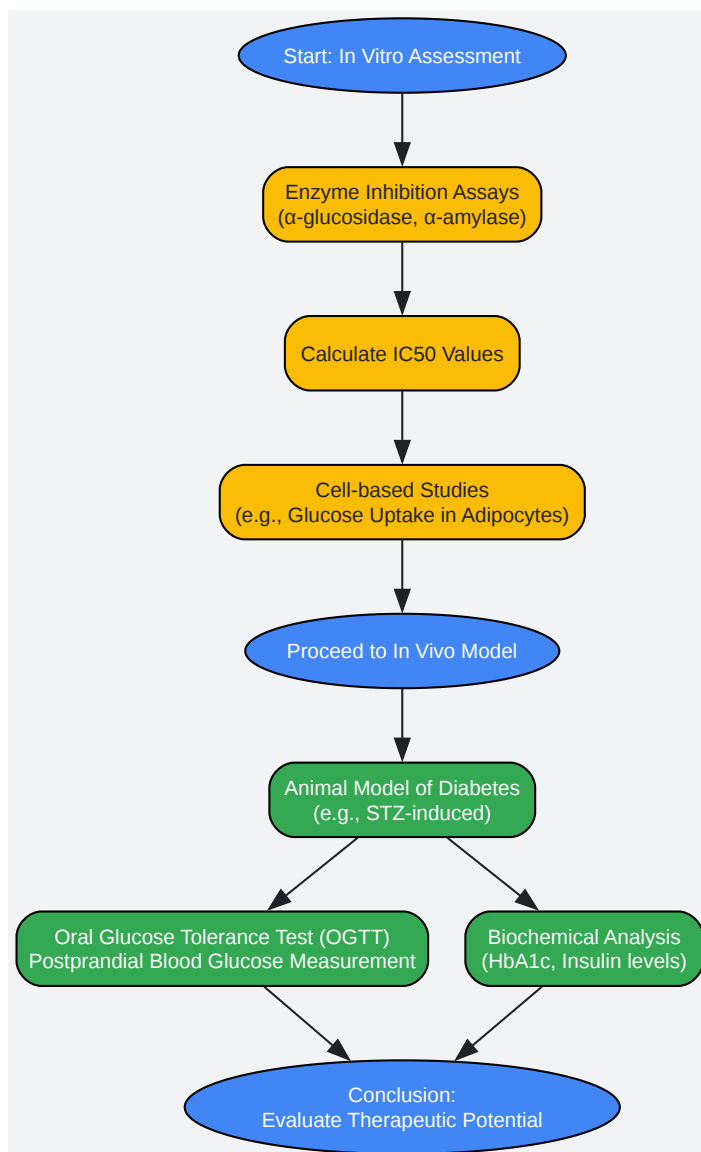 Start: In Vitro Assessment
Enzyme Inhibition Assays
(α-glucosidase, α-amylase)
Calculate IC50 Values
Cell-based Studies
(e.g., Glucose Uptake in Adipocytes)
Proceed to In Vivo Model
Animal Model of Diabetes
(e.g., STZ-induced)
Oral Glucose Tolerance Test (OGTT)
Postprandial Blood Glucose Measurement
Biochemical Analysis
(HbA1c, Insulin levels)
Conclusion:
Evaluate Therapeutic Potential